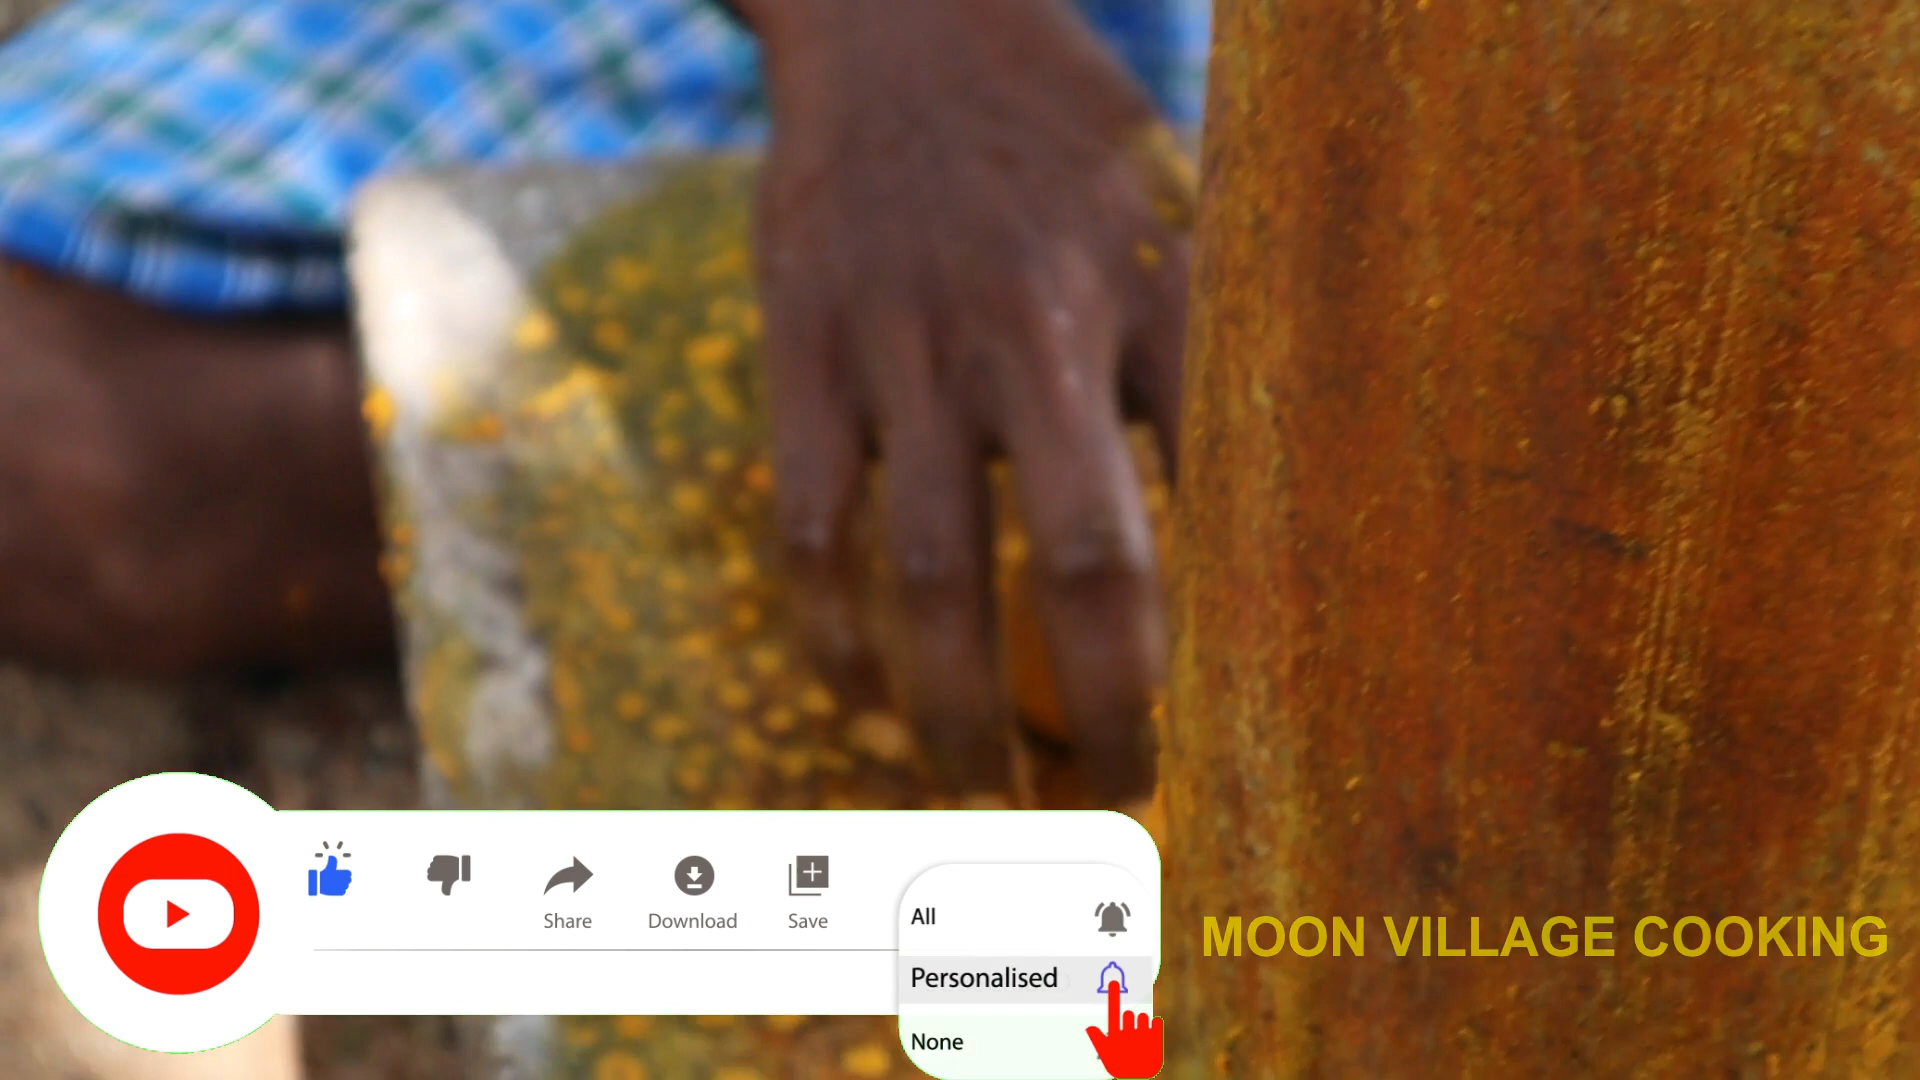 Share Download Save
All
Personalised
None
MOON VILLAGE COOKING